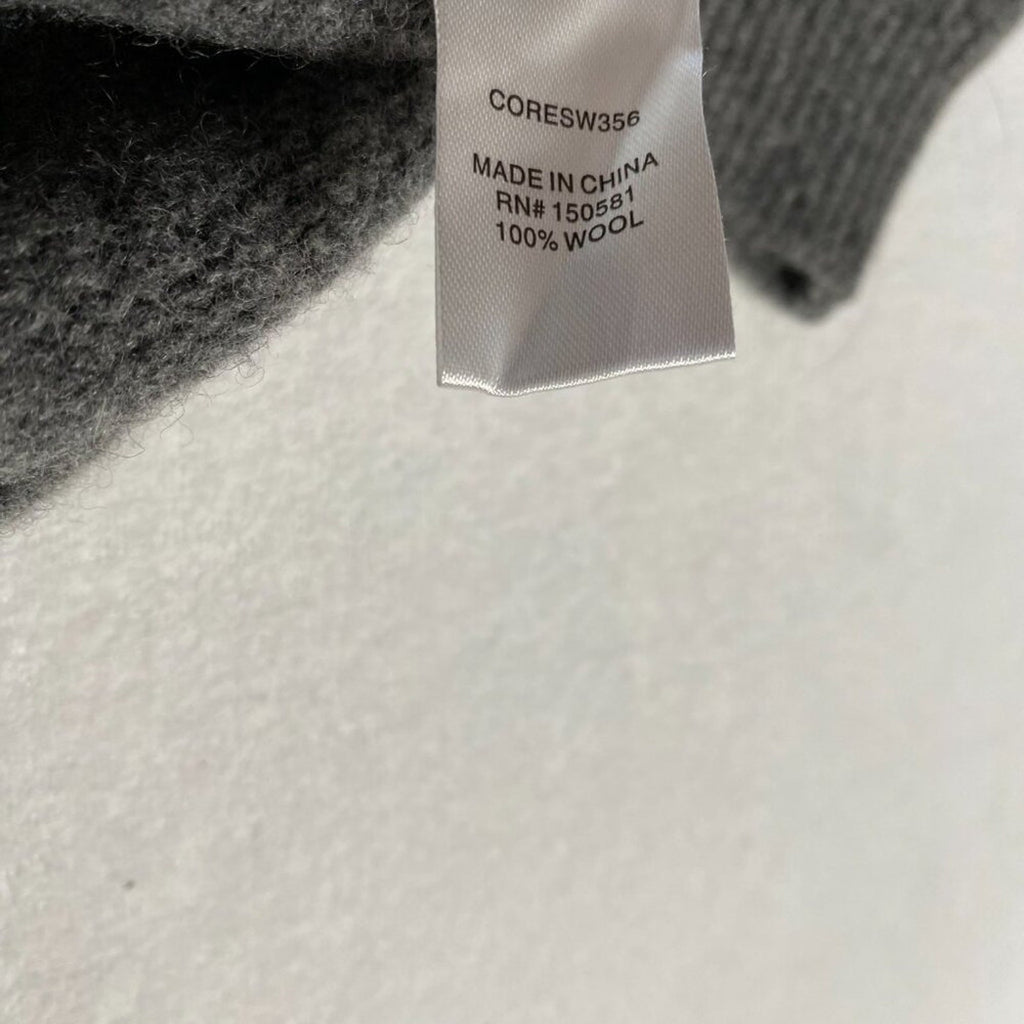 CORESW356
MADE IN CHINA
RN# 150581
100% WOOL